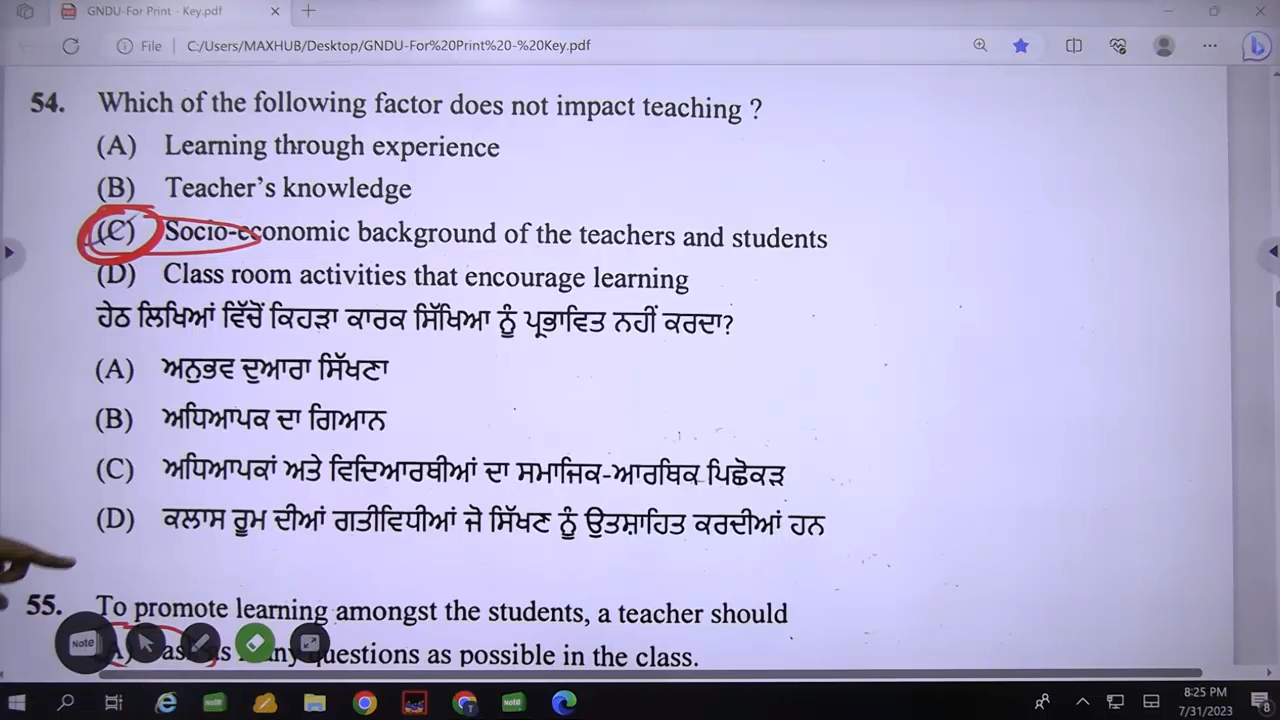 GNDU-For Print - Key.pdf
File C:/Users/MAXHUB/Desktop/GNDU-For%20Print%20-%20Key.pdf
54. Which of the following factor does not impact teaching ?
(A) Learning through experience
(B) Teacher's knowledge
(C) Socio-economic background of the teachers and students
(D) Class room activities that encourage learning
ਹੇਠ ਲਿਖਿਆਂ ਵਿੱਚੋਂ ਕਿਹੜਾ ਕਾਰਕ ਸਿੱਖਿਆ ਨੂੰ ਪ੍ਰਭਾਵਿਤ ਨਹੀਂ ਕਰਦਾ?
(A) ਅਨੁਭਵ ਦੁਆਰਾ ਸਿੱਖਣਾ
(B) ਅਧਿਆਪਕ ਦਾ ਗਿਆਨ
(C) ਅਧਿਆਪਕਾਂ ਅਤੇ ਵਿਦਿਆਰਥੀਆਂ ਦਾ ਸਮਾਜਿਕ-ਆਰਥਿਕ ਪਿਛੋਕੜ
(D) ਕਲਾਸ ਰੂਮ ਦੀਆਂ ਗਤੀਵਿਧੀਆਂ ਜੋ ਸਿੱਖਣ ਨੂੰ ਉਤਸ਼ਾਹਿਤ ਕਰਦੀਆਂ ਹਨ
55. To promote learning amongst the students, a teacher should
Note
(A) questions as possible in the class.
Note Note
8:25 PM
7/31/2023
8